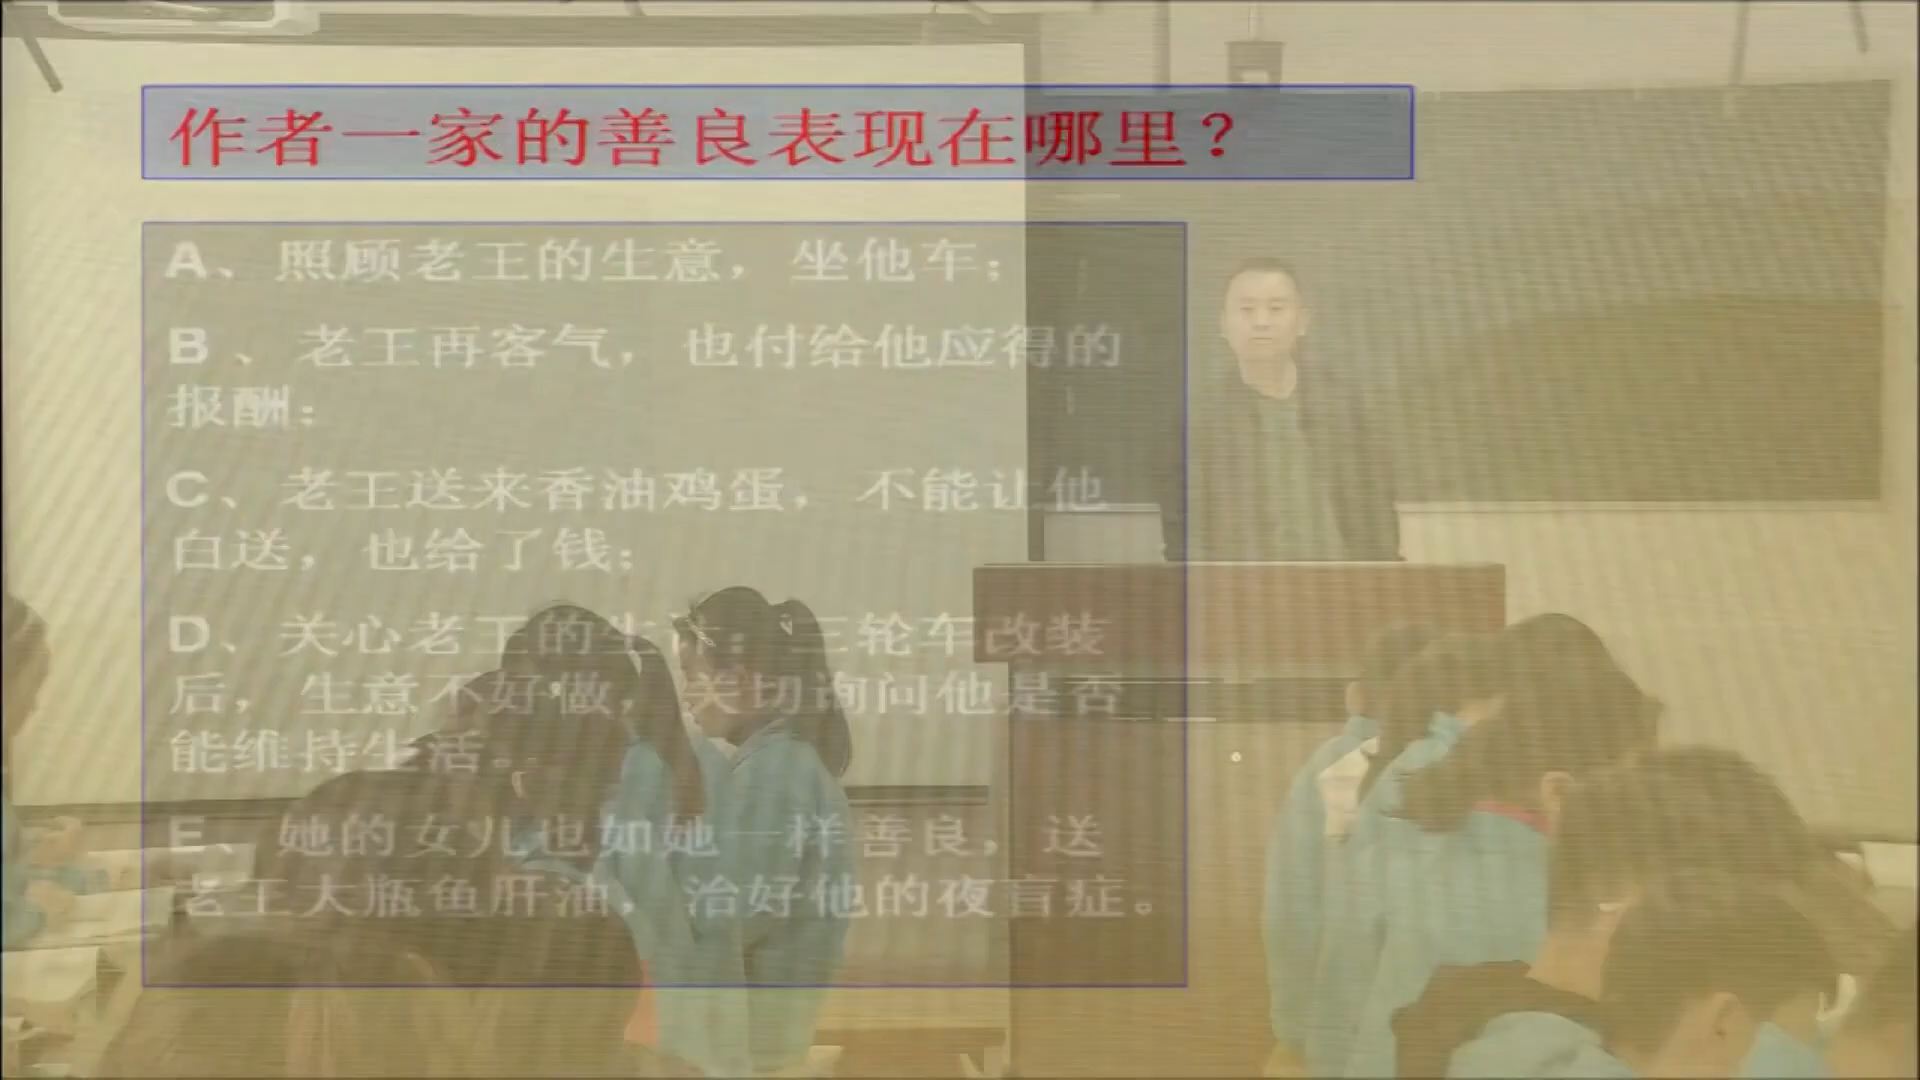 作者一家的善良表现在哪里？
A、照顾老王的生意，坐他车；
B、老王再客气，也付给他应得的
报酬；
C、老王送来香油鸡蛋，不能让他
白送，也给了钱；
D、关心老王的生计：三轮车改装
后，生意不好做，关切询问他是否
能维持生活。
E、她的女儿也如她一样善良，送
老王大瓶鱼肝油，治好他的夜盲症。